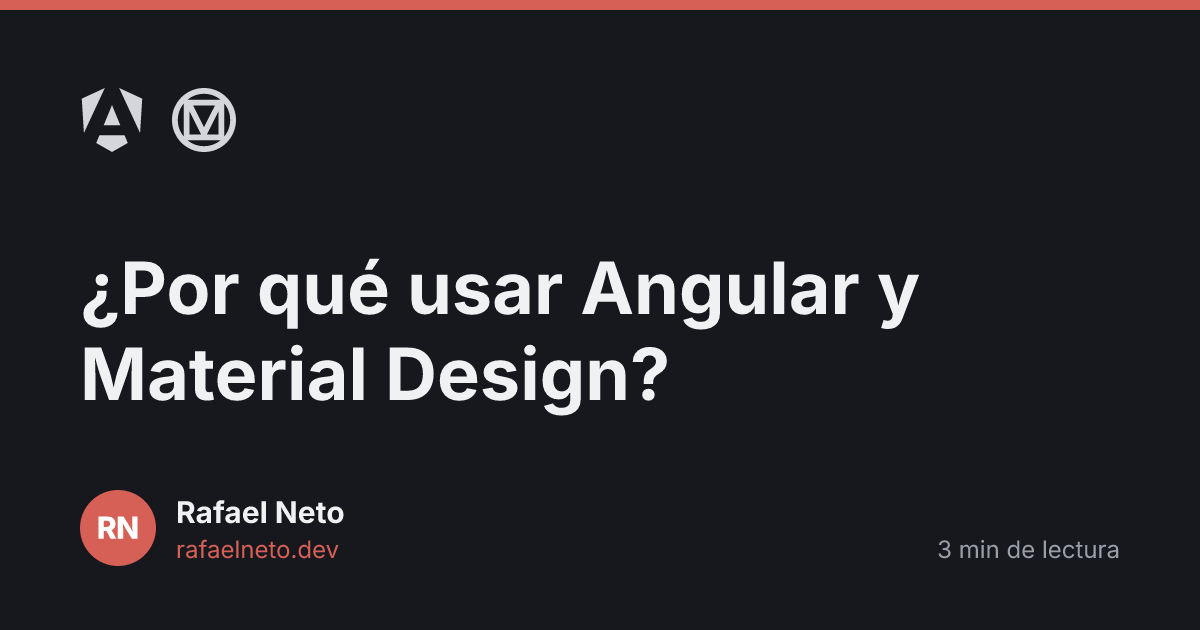 ¿Por qué usar Angular y
Material Design?
RN
Rafael Neto
rafaelneto.dev
3 min de lectura